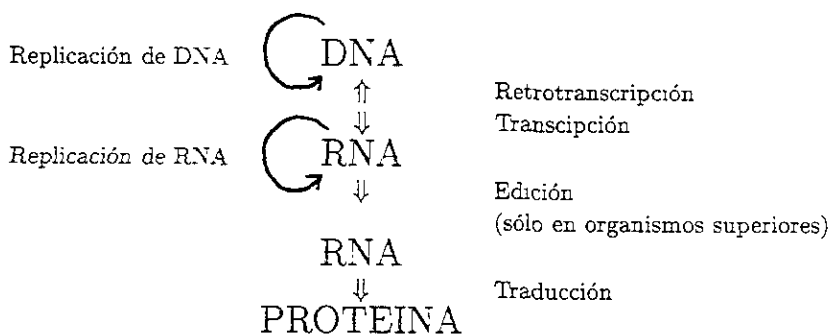 Replicación de DNA
DNA
Retrotranscripción
Transcipción
Replicación de RNA
RNA
Edición
(sólo en organismos superiores)
RNA
Traducción
PROTEINA